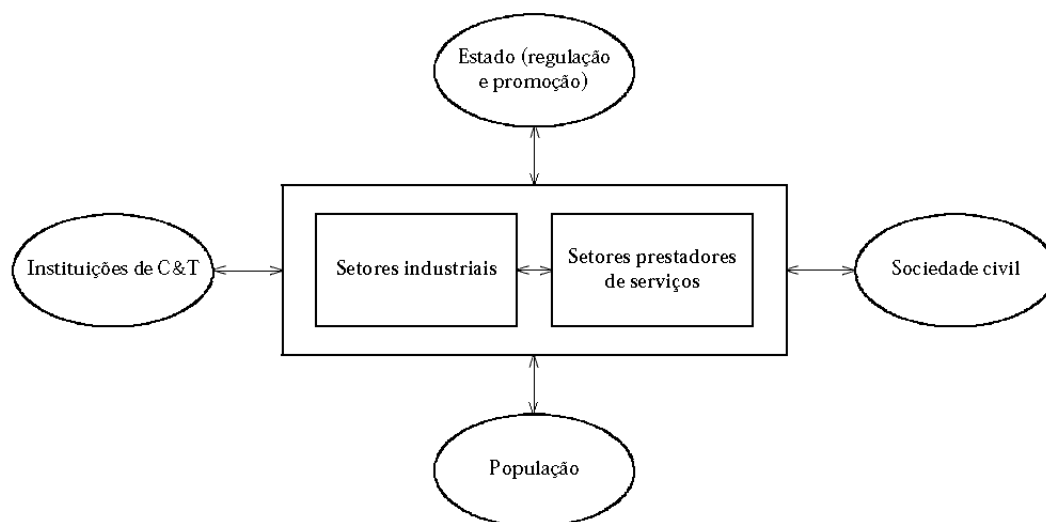 Estado (regulação
e promoção)
Instituições de C&T
Setores industriais
Setores prestadores
de serviços
Sociedade civil
População